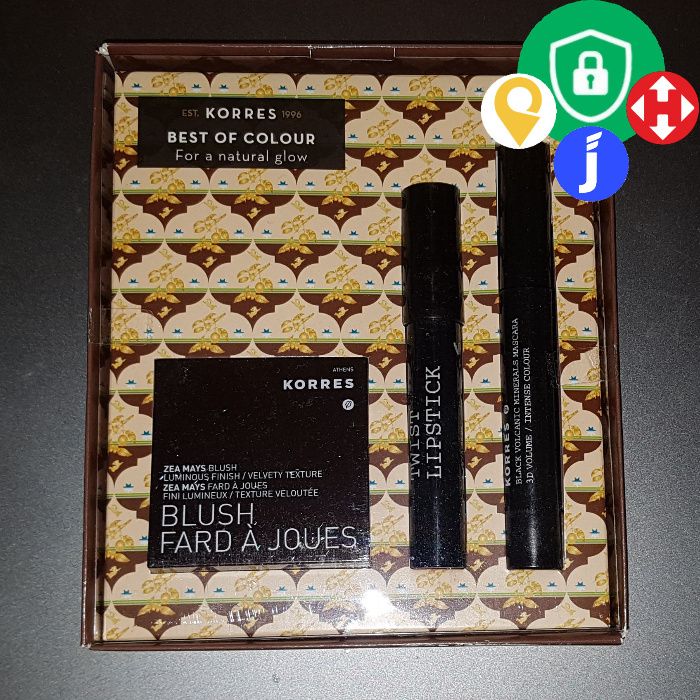 EST. KORRES 1996
BEST OF COLOUR
For a natural glow
ATHENS
KORRES
ZEA MAYS BLUSH
LUMINOUS FINISH / VELVETY TEXTURE
ZEA MAYS FARD À JOUES
FINI LUMINEUX / TEXTURE VELOUTÉE
BLUSH
FARD À JOUES
TWIST
LIPSTICK
KORRES
BLACK VOLCANIC MINERALS MASCARA
3D VOLUME / INTENSE COLOUR
j
H